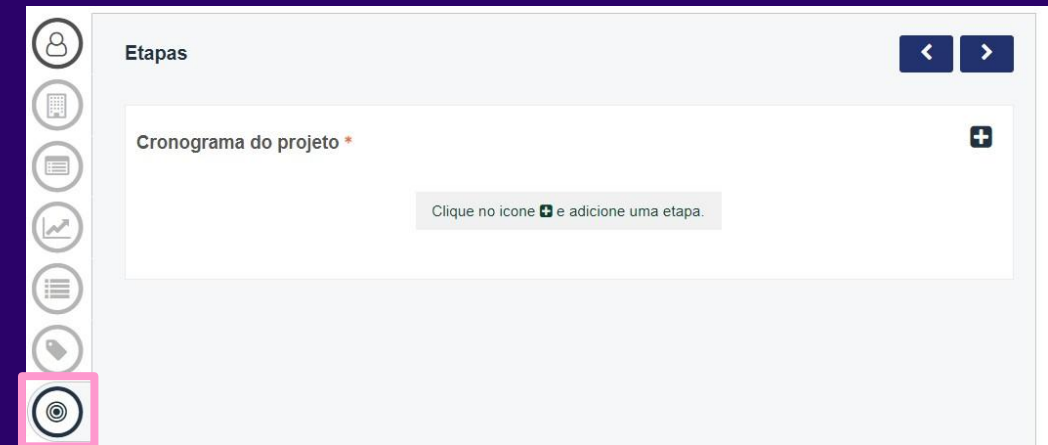 Etapas
Cronograma do projeto *
Clique no icone e adicione uma etapa.